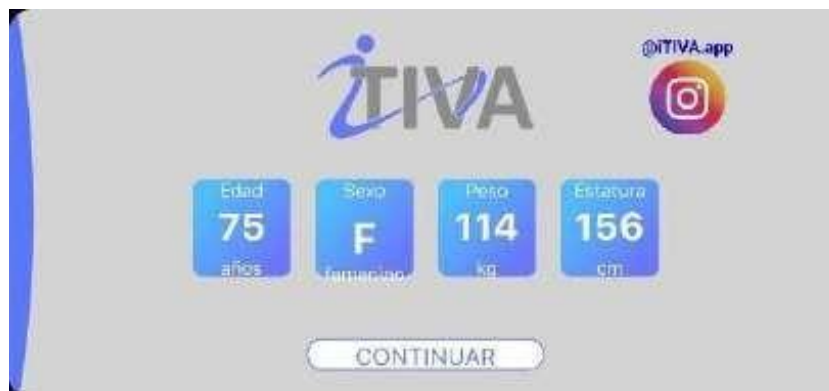 @iTIVA.app
iTIVA
Edad Sexo Peso Estatura
75 F 114 156
años femenino kg cm
CONTINUAR